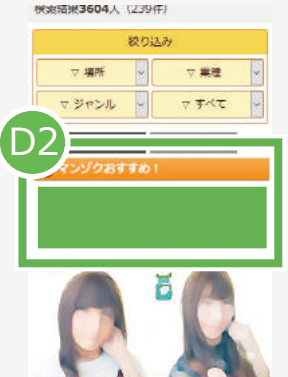 検索結果3604人（239件）
絞り込み
▽ 場所
▽ 業種
▽ ジャンル
▽ すべて
D2
マンゾクおすすめ！